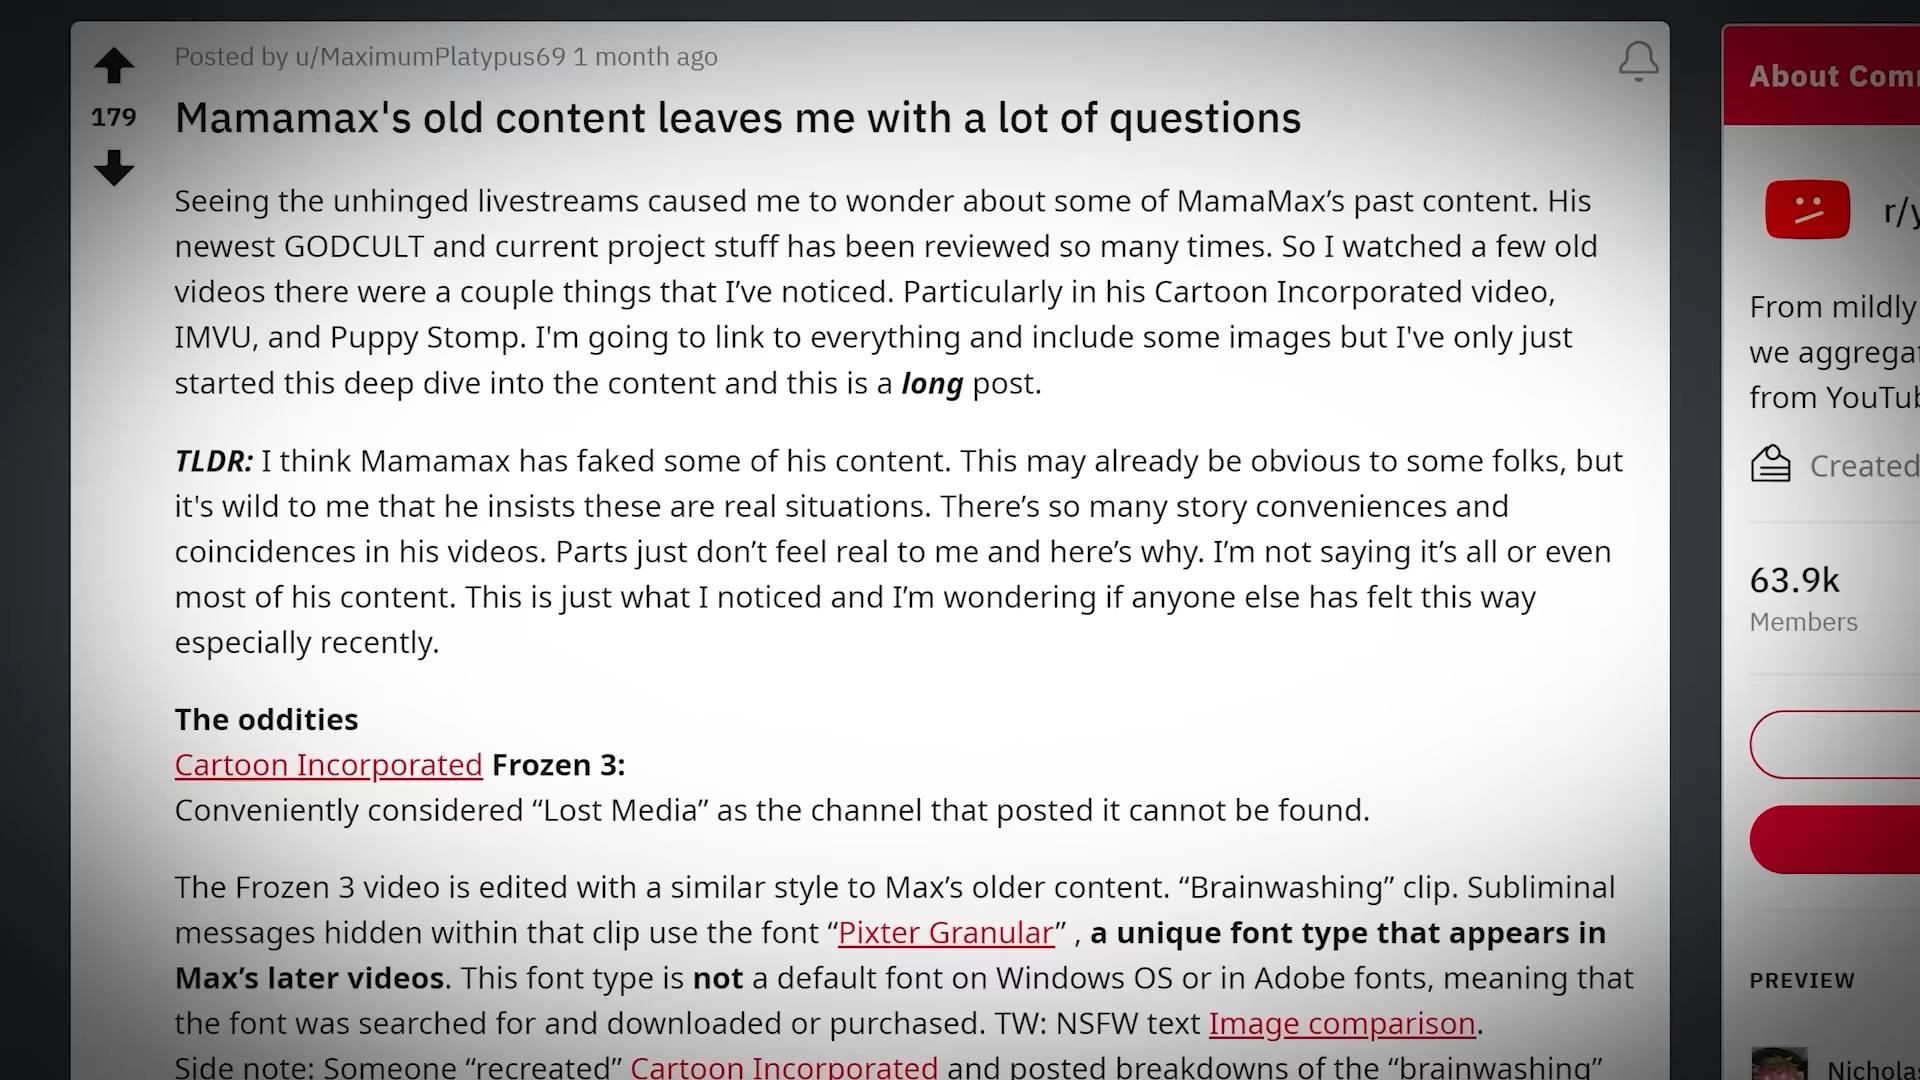 Posted by u/MaximumPlatypus69 1 month ago
179
Mamamax's old content leaves me with a lot of questions
Seeing the unhinged livestreams caused me to wonder about some of MamaMax’s past content. His
newest GODCULT and current project stuff has been reviewed so many times. So I watched a few old
videos there were a couple things that I’ve noticed. Particularly in his Cartoon Incorporated video,
IMVU, and Puppy Stomp. I'm going to link to everything and include some images but I've only just
started this deep dive into the content and this is a long post.
TLDR: I think Mamamax has faked some of his content. This may already be obvious to some folks, but
it's wild to me that he insists these are real situations. There’s so many story conveniences and
coincidences in his videos. Parts just don’t feel real to me and here’s why. I’m not saying it’s all or even
most of his content. This is just what I noticed and I’m wondering if anyone else has felt this way
especially recently.
The oddities
Cartoon Incorporated Frozen 3:
Conveniently considered “Lost Media” as the channel that posted it cannot be found.
The Frozen 3 video is edited with a similar style to Max’s older content. “Brainwashing” clip. Subliminal
messages hidden within that clip use the font “Pixter Granular” , a unique font type that appears in
Max’s later videos. This font type is not a default font on Windows OS or in Adobe fonts, meaning that
the font was searched for and downloaded or purchased. TW: NSFW text Image comparison.
Side note: Someone “recreated” Cartoon Incorporated and posted breakdowns of the “brainwashing”
About Com
r/y
From mildly
we aggregat
from YouTub
Created
63.9k
Members
PREVIEW
Nicholas